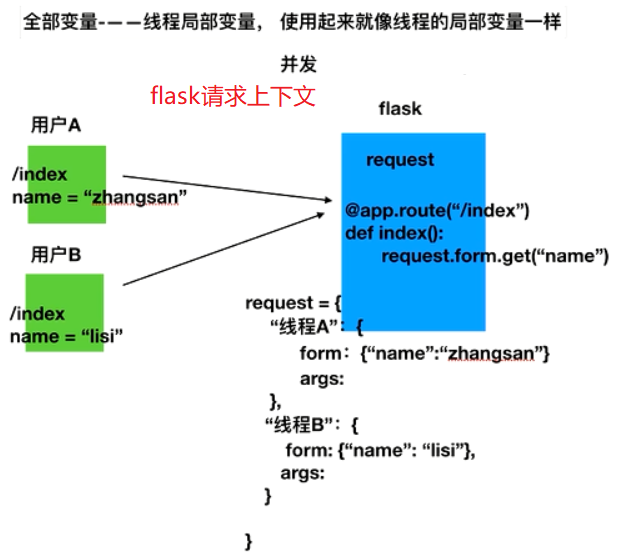 全部变量-——线程局部变量， 使用起来就像线程的局部变量一样
并发
flask请求上下文
flask
用户A
/index
name = “zhangsan”
用户B
/index
name = “lisi”
request
@app.route(“/index”)
def index():
request.form.get(“name”)
request = {
“线程A”：{
form：{“name”:“zhangsan”}
args:
},
“线程B”：{
form: {“name”: “lisi”},
args:
}
}